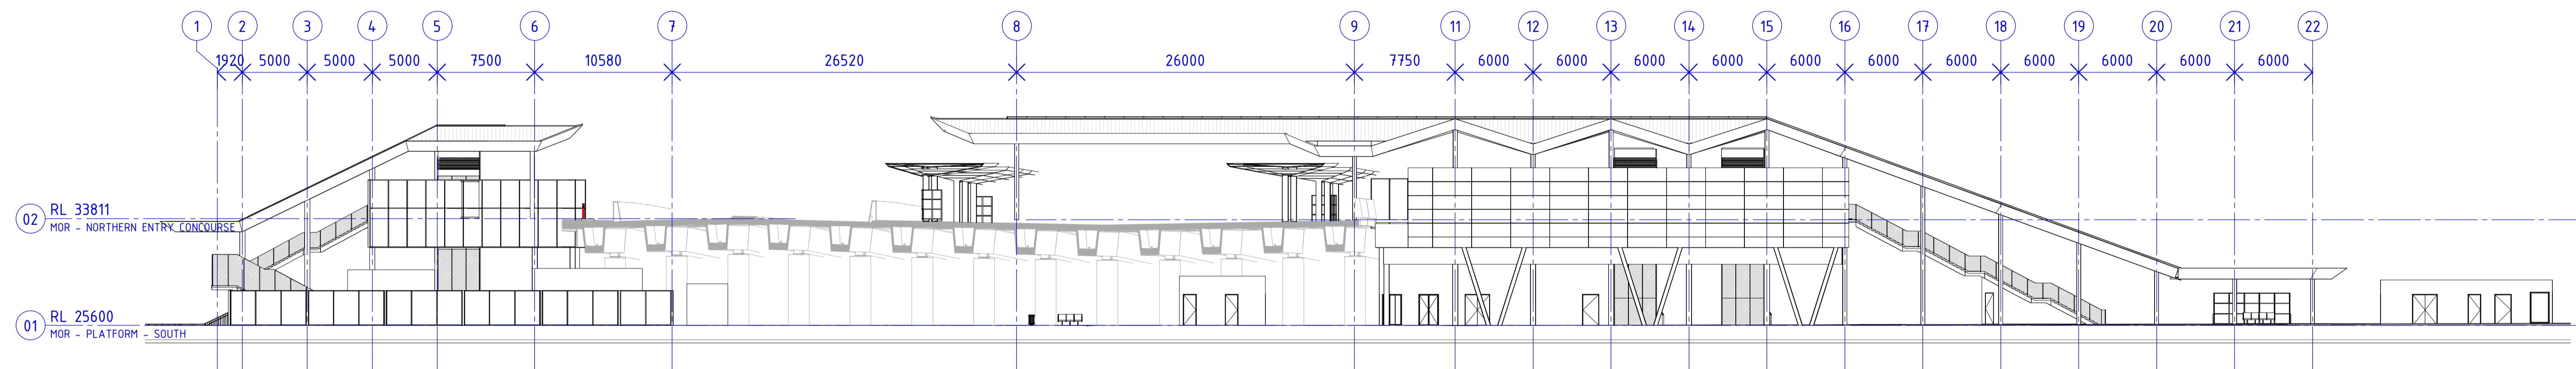 1 2 3 4 5 6 7 8 9 11 12 13 14 15 16 17 18 19 20 21 22
1920 5000 5000 5000 7500 10580 26520 26000 7750 6000 6000 6000 6000 6000 6000 6000 6000 6000 6000 6000
02 RL 33811
MOR - NORTHERN ENTRY CONCOURSE
01 RL 25600
MOR - PLATFORM - SOUTH